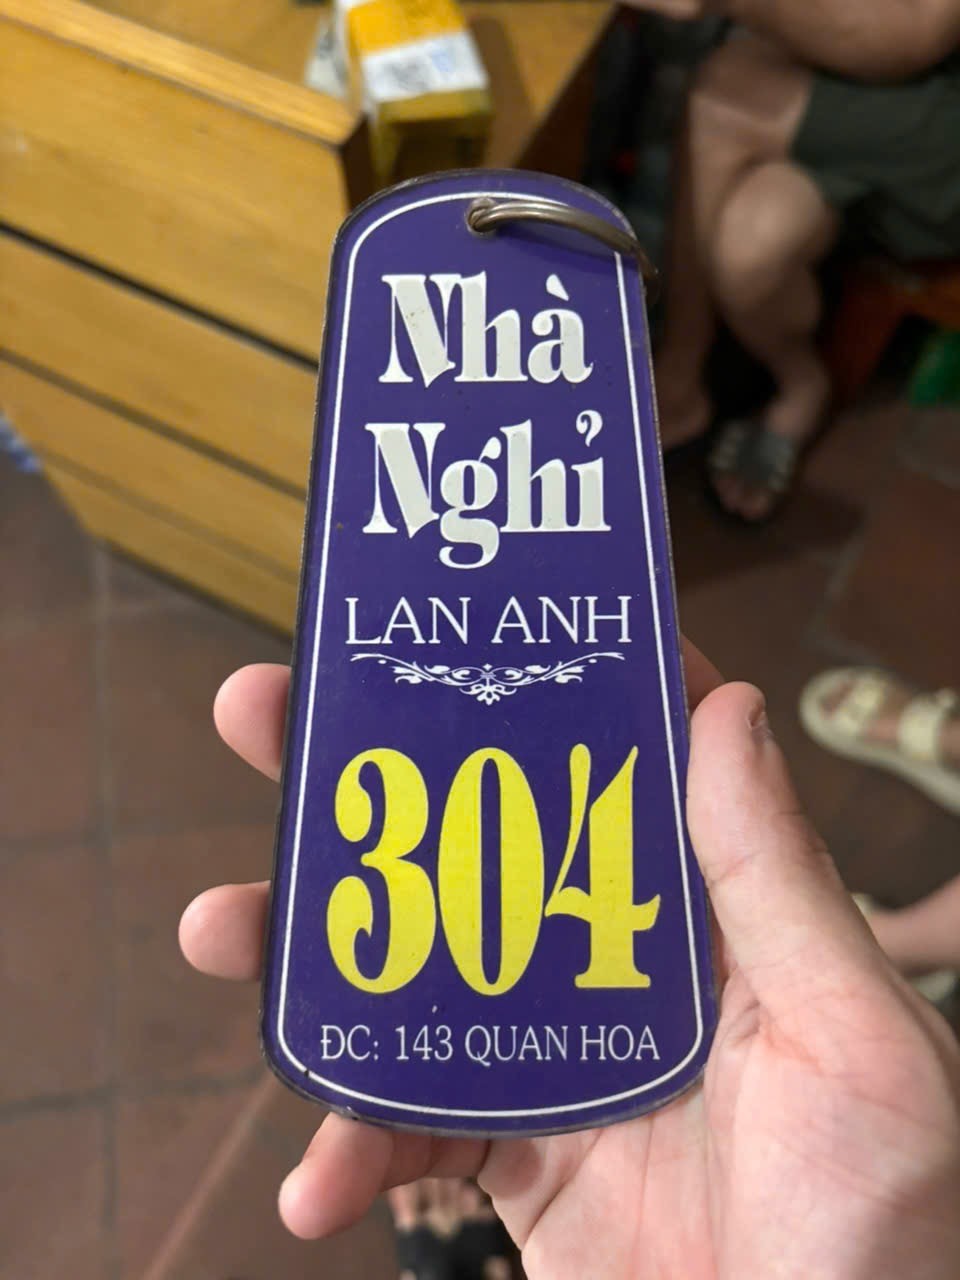 Nhà
Nghỉ
LAN ANH
304
ĐC: 143 QUAN HOA